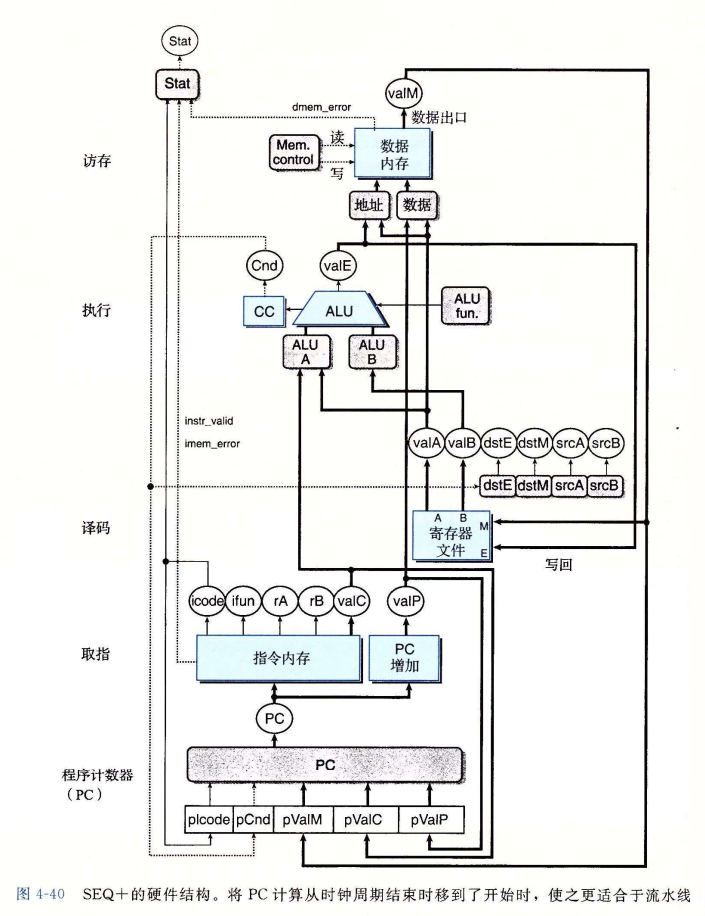 Stat
Stat
dmem_error
valM
数据出口
访存
Mem.
control
读
写
数据
内存
地址
数据
Cnd
valE
执行
CC
ALU
ALU
fun.
ALU
A
ALU
B
instr_valid
imem_error
valA
valB
dstE
dstM
srcA
srcB
dstE
dstM
srcA
srcB
译码
A
B
M
寄存器
文件
E
写回
icode
ifun
rA
rB
valC
valP
取指
指令内存
PC
增加
PC
PC
程序计数器
(PC)
pIcode
pCnd
pValM
pValC
pValP
图 4-40 SEQ+的硬件结构。将 PC 计算从时钟周期结束时移到了开始时，使之更适合于流水线